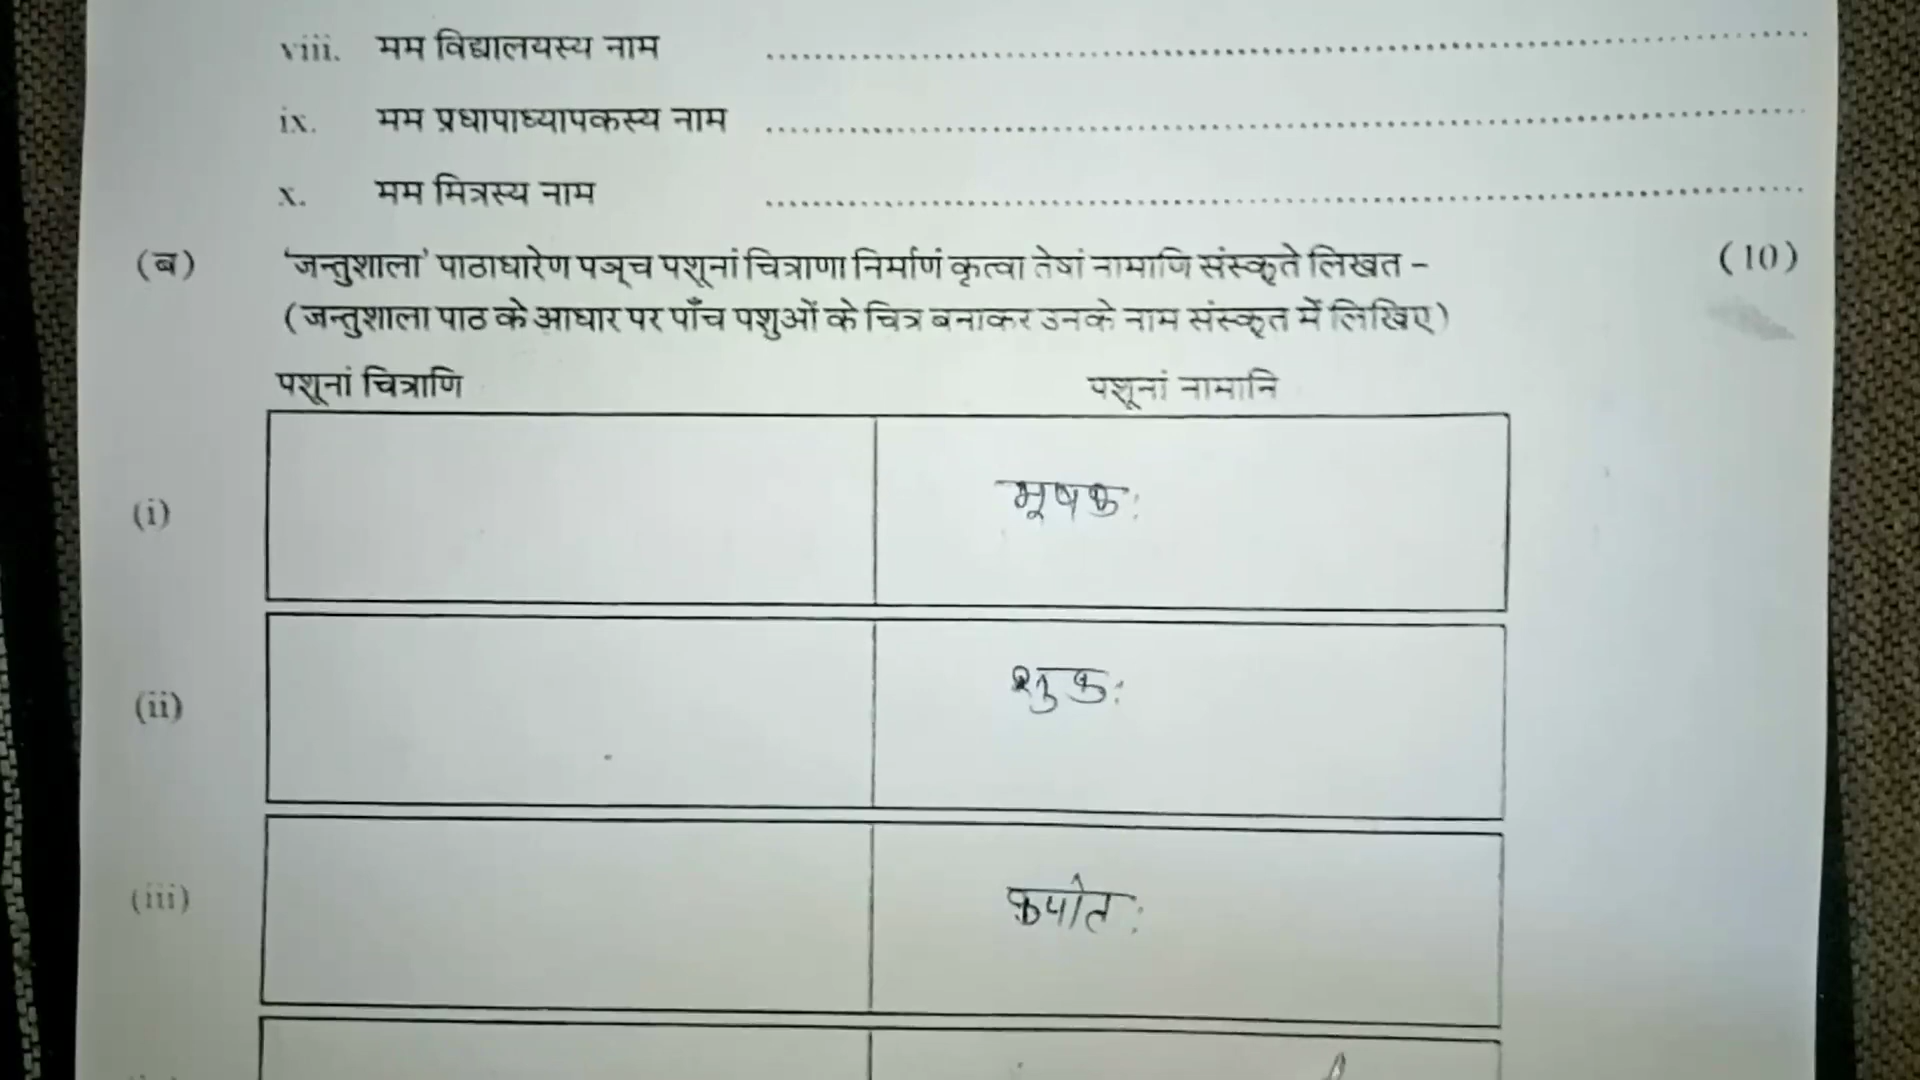 viii. मम विद्यालयस्य नाम ........................................
ix. मम प्रधापाध्यापकस्य नाम ........................................
x. मम मित्रस्य नाम ........................................
(ब) 'जन्तुशाला' पाठाधारेण पञ्च पशूनां चित्राणा निर्माणं कृत्वा तेषां नामाणि संस्कृते लिखत – (10)
(जन्तुशाला पाठ के आधार पर पाँच पशुओं के चित्र बनाकर उनके नाम संस्कृत में लिखिए)
पशूनां चित्राणि पशूनां नामानि
(i) मूषकः
(ii) शुकः
(iii) कपोतः